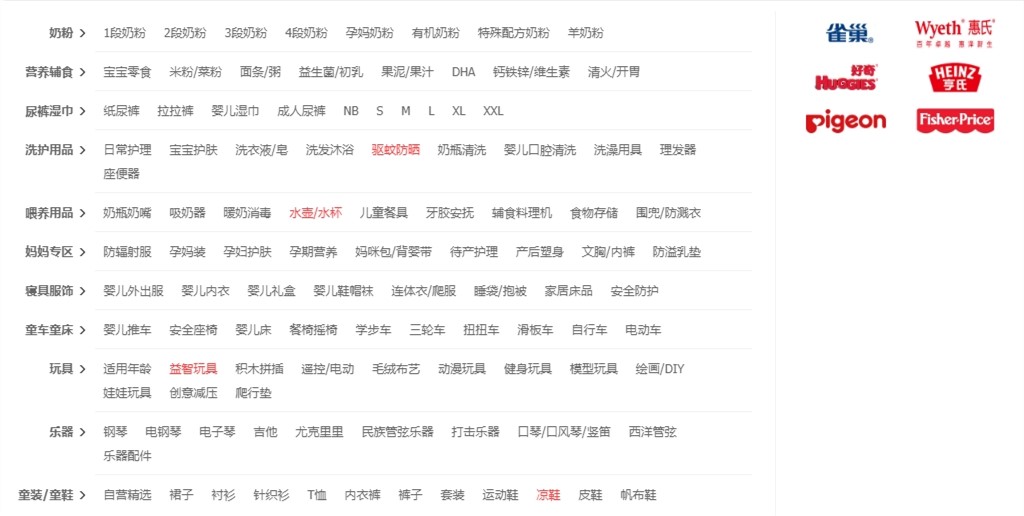 奶粉 > 1段奶粉 2段奶粉 3段奶粉 4段奶粉 孕妈奶粉 有机奶粉 特殊配方奶粉 羊奶粉
营养辅食 > 宝宝零食 米粉/菜粉 面条/粥 益生菌/初乳 果泥/果汁 DHA 钙铁锌/维生素 清火/开胃
尿裤湿巾 > 纸尿裤 拉拉裤 婴儿湿巾 成人尿裤 NB S M L XL XXL
洗护用品 > 日常护理 宝宝护肤 洗衣液/皂 洗发沐浴 驱蚊防晒 奶瓶清洗 婴儿口腔清洗 洗澡用具 理发器
座便器
喂养用品 > 奶瓶奶嘴 吸奶器 暖奶消毒 水壶/水杯 儿童餐具 牙胶安抚 辅食料理机 食物存储 围兜/防溅衣
妈妈专区 > 防辐射服 孕妈装 孕妇护肤 孕期营养 妈咪包/背婴带 待产护理 产后塑身 文胸/内裤 防溢乳垫
寝具服饰 > 婴儿外出服 婴儿内衣 婴儿礼盒 婴儿鞋帽袜 连体衣/爬服 睡袋/抱被 家居床品 安全防护
童车童床 > 婴儿推车 安全座椅 婴儿床 餐椅摇椅 学步车 三轮车 扭扭车 滑板车 自行车 电动车
玩具 > 适用年龄 益智玩具 积木拼插 遥控/电动 毛绒布艺 动漫玩具 健身玩具 模型玩具 绘画/DIY
娃娃玩具 创意减压 爬行垫
乐器 > 钢琴 电钢琴 电子琴 吉他 尤克里里 民族管弦乐器 打击乐器 口琴/口风琴/竖笛 西洋管弦
乐器配件
童装/童鞋 > 自营精选 裙子 衬衫 针织衫 T恤 内衣裤 裤子 套装 运动鞋 凉鞋 皮鞋 帆布鞋
雀巢®
Wyeth® 惠氏®
百年卓越 惠泽新生
好奇®
HUGGIES®
HEINZ
亨氏
pigeon
Fisher-Price®